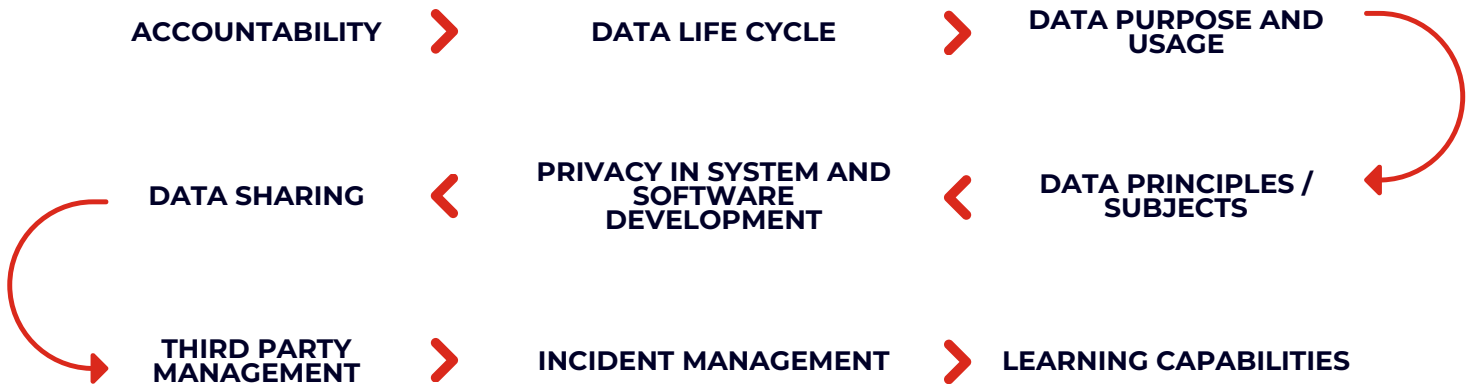 ACCOUNTABILITY
DATA LIFE CYCLE
DATA PURPOSE AND
USAGE
DATA PRINCIPLES /
SUBJECTS
PRIVACY IN SYSTEM AND
SOFTWARE
DEVELOPMENT
DATA SHARING
THIRD PARTY
MANAGEMENT
INCIDENT MANAGEMENT
LEARNING CAPABILITIES